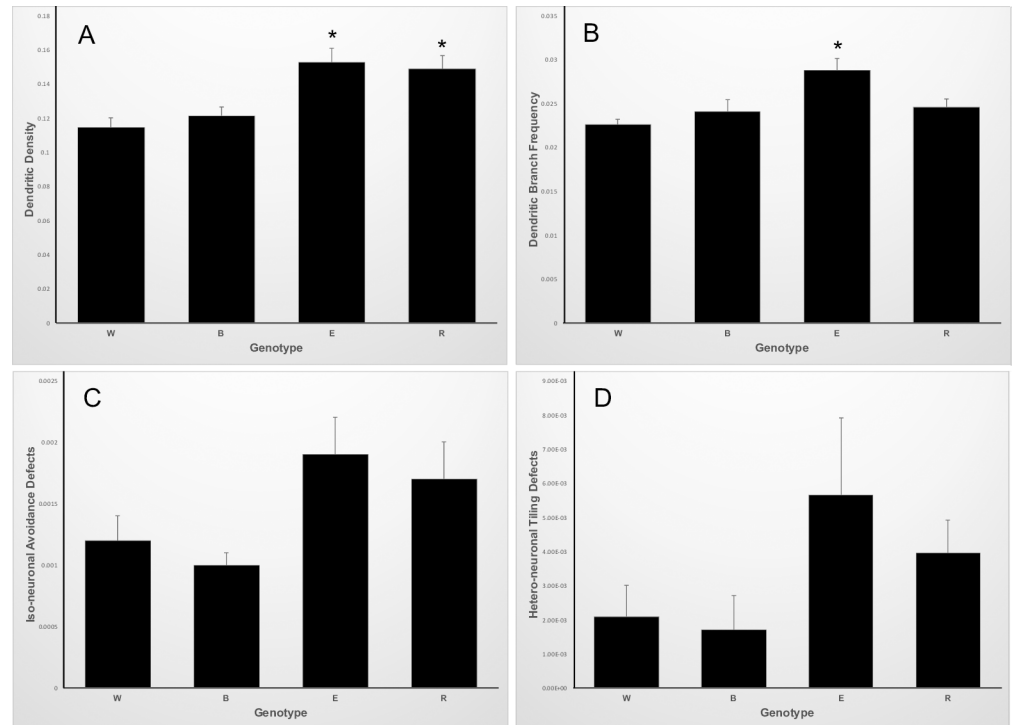 A
*
*
0.18
0.16
0.14
0.12
0.1
0.08
0.06
0.04
0.02
0
Dendritic Density
W B E R
Genotype
B
*
0.035
0.03
0.025
0.02
0.015
0.01
0.005
0
Dendritic Branch Frequency
W B E R
Genotype
C
0.0025
0.002
0.0015
0.001
0.0005
0
Iso-neuronal Avoidance Defects
W B E R
Genotype
D
9.00E-03
8.00E-03
7.00E-03
6.00E-03
5.00E-03
4.00E-03
3.00E-03
2.00E-03
1.00E-03
0.00E+00
Hetero-neuronal Tiling Defects
W B E R
Genotype